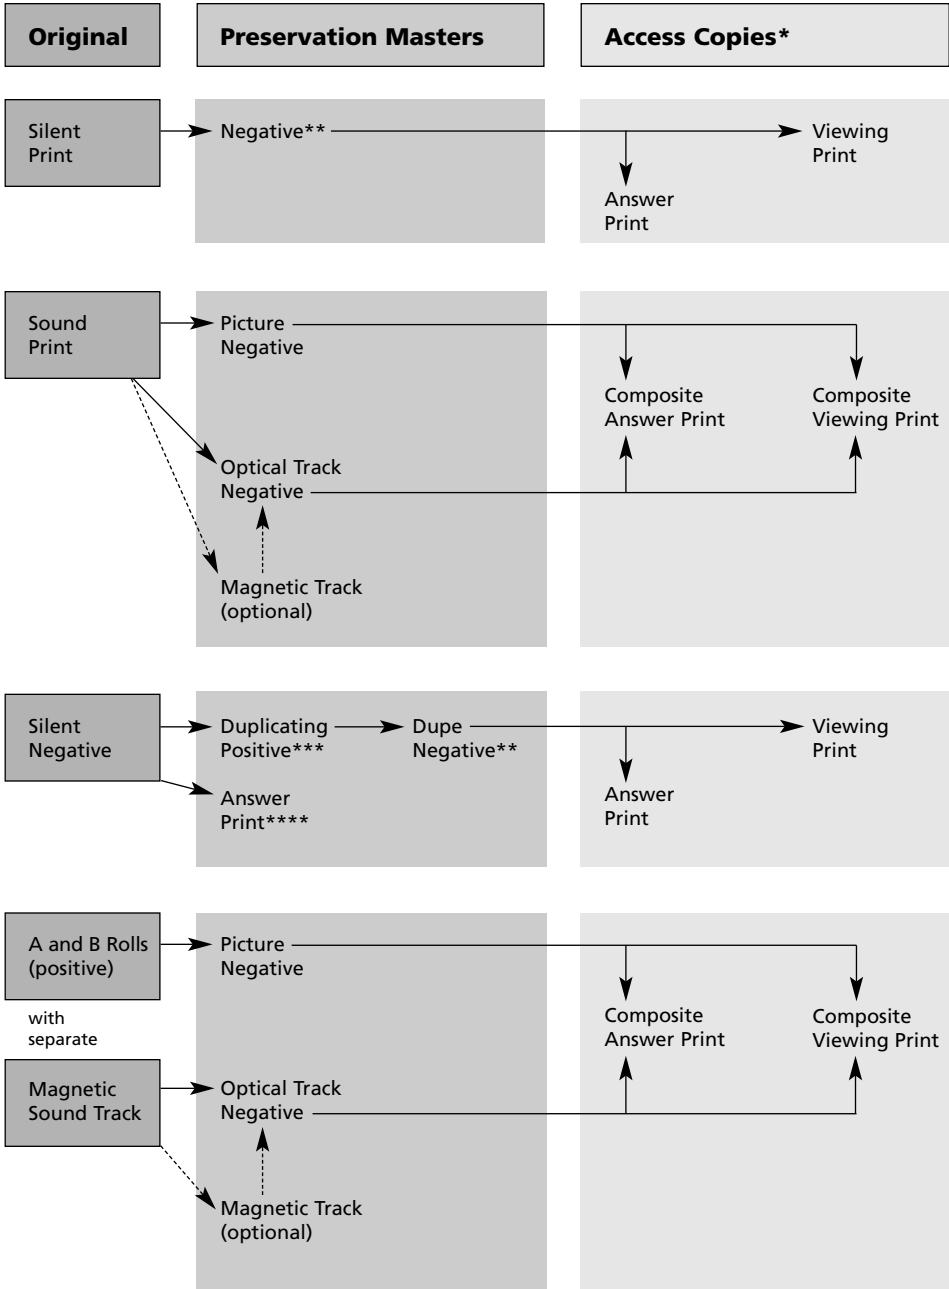 Original
Preservation Masters
Access Copies*
Silent
Print
Negative**
Viewing
Print
Answer
Print
Sound
Print
Picture
Negative
Composite
Answer Print
Composite
Viewing Print
Optical Track
Negative
Magnetic Track
(optional)
Silent
Negative
Duplicating
Positive***
Dupe
Negative**
Viewing
Print
Answer
Print****
Answer
Print
A and B Rolls
(positive)
Picture
Negative
with
separate
Composite
Answer Print
Composite
Viewing Print
Magnetic
Sound Track
Optical Track
Negative
Magnetic Track
(optional)